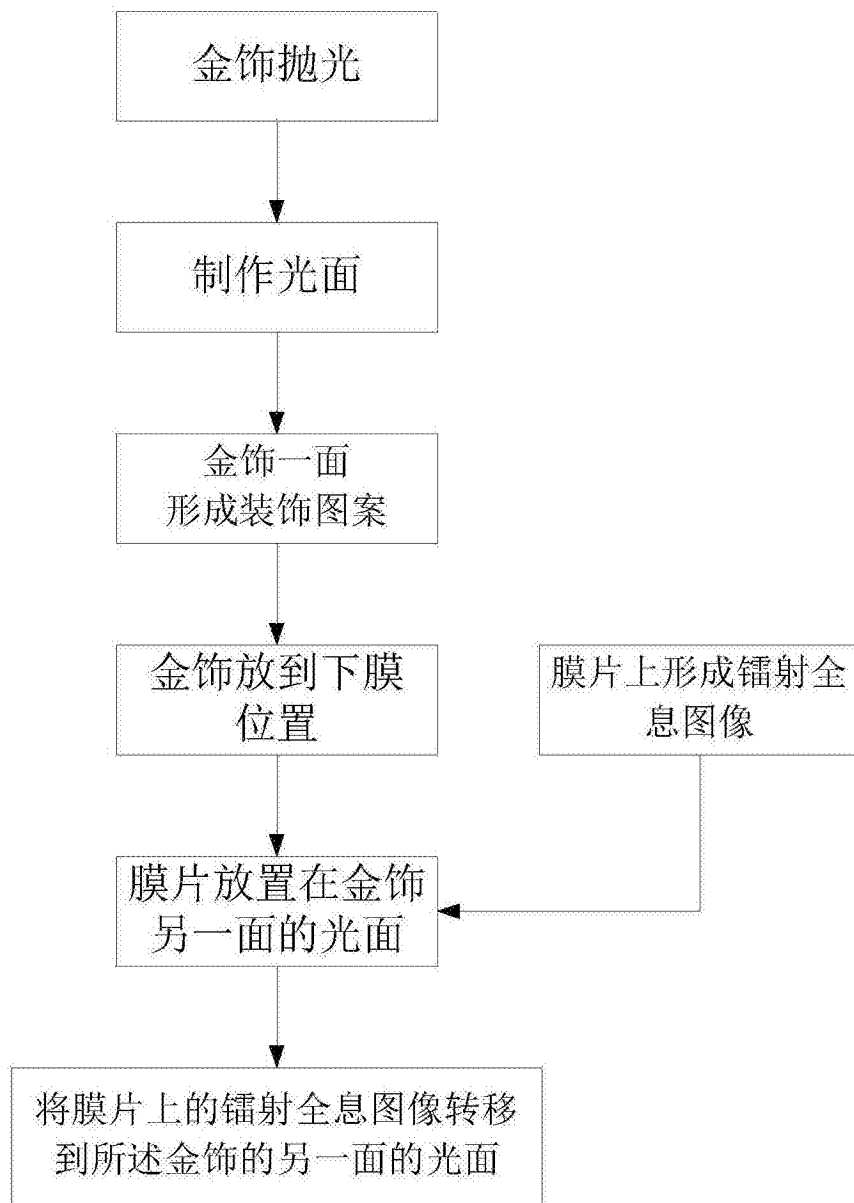 金饰抛光
制作光面
金饰一面
形成装饰图案
金饰放到下膜
位置
膜片上形成镭射全
息图像
膜片放置在金饰
另一面的光面
将膜片上的镭射全息图像转移
到所述金饰的另一面的光面